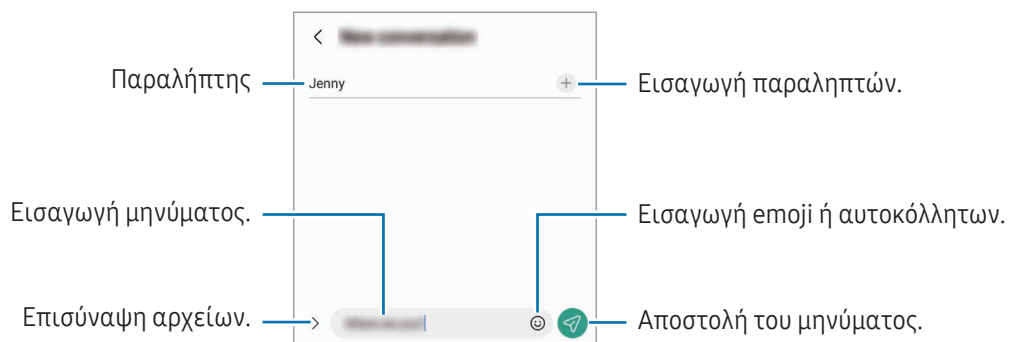 Παραλήπτης
Jenny
Εισαγωγή παραληπτών.
Εισαγωγή μηνύματος.
Εισαγωγή emoji ή αυτοκόλλητων.
Επισύναψη αρχείων.
Αποστολή του μηνύματος.